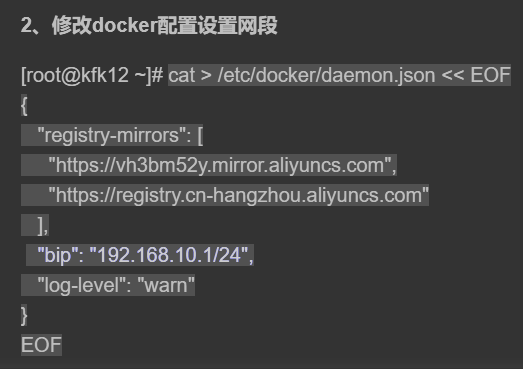 2、修改docker配置设置网段
[root@kfk12 ~]# cat > /etc/docker/daemon.json << EOF
{
"registry-mirrors": [
"https://vh3bm52y.mirror.aliyuncs.com",
"https://registry.cn-hangzhou.aliyuncs.com"
],
"bip": "192.168.10.1/24",
"log-level": "warn"
}
EOF